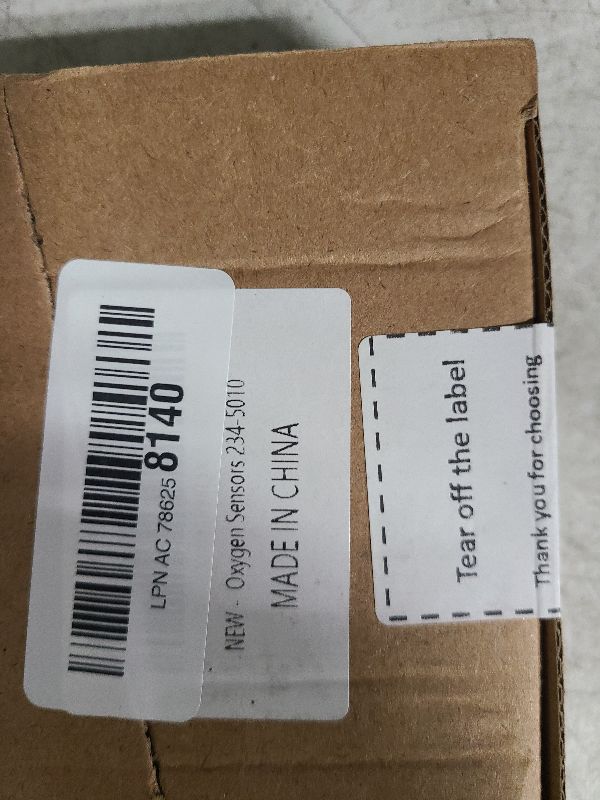 LPN AC 78625 8140
NEW - Oxygen Sensors 234-5010
MADE IN CHINA
Tear off the label
Thank you for choosing